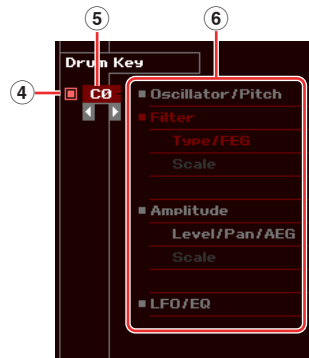 5 6
Drum Key
4 C0 Oscillator/Pitch
Filter
Type/FEG
Scale
Amplitude
Level/Pan/AEG
Scale
LFO/EQ